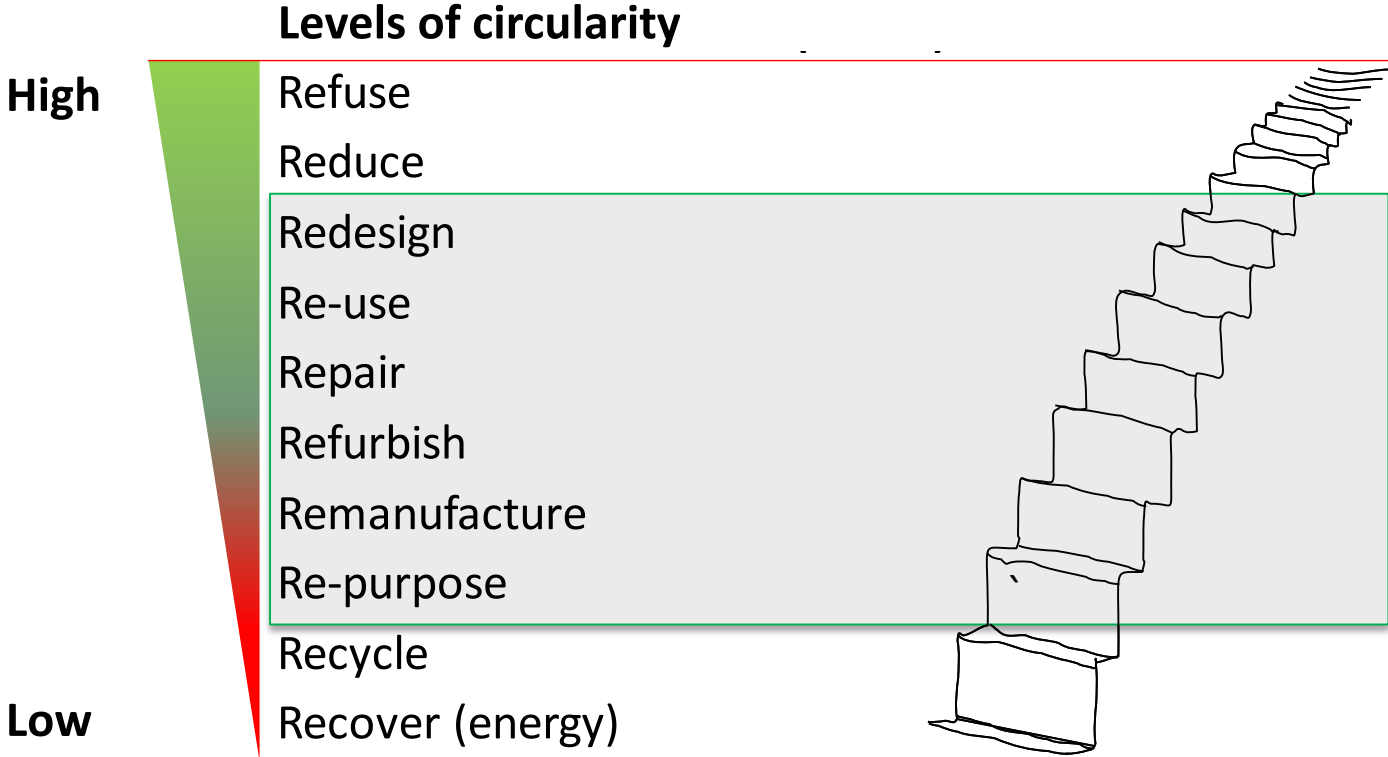 Levels of circularity
High
Refuse
Reduce
Redesign
Re-use
Repair
Refurbish
Remanufacture
Re-purpose
Recycle
Low
Recover (energy)